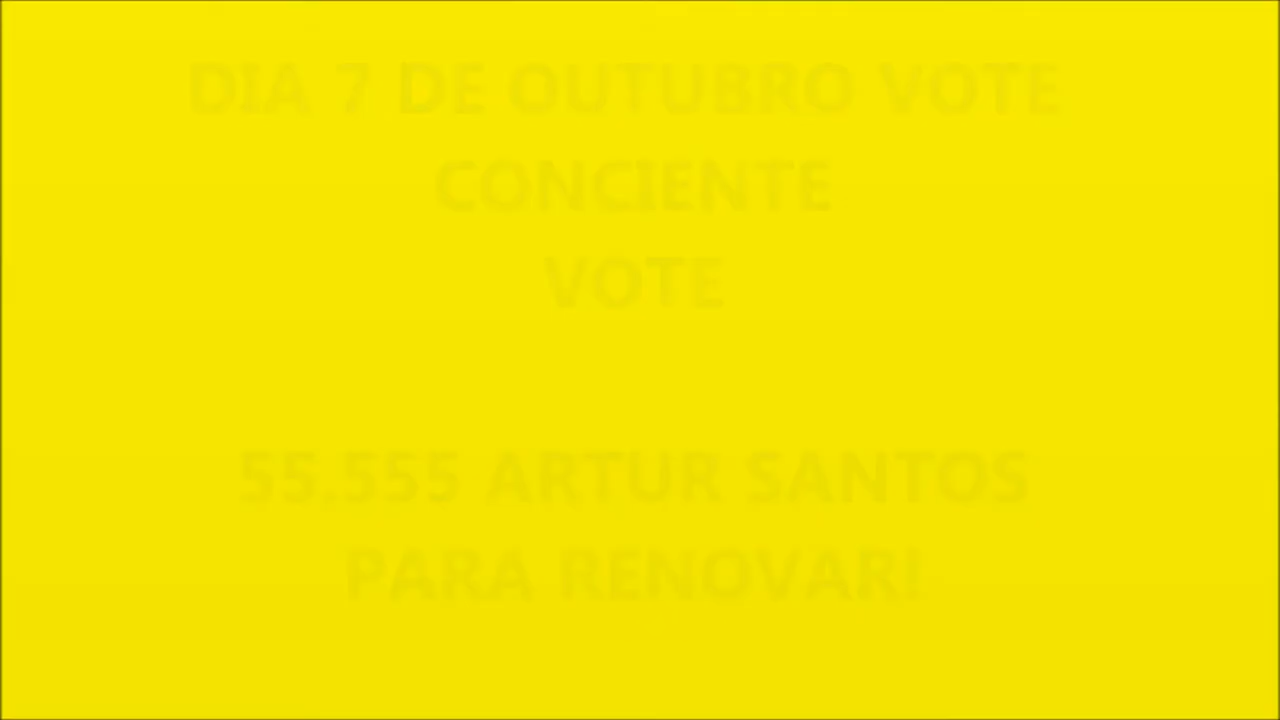 DIA 7 DE OUTUBRO VOTE
CONCIENTE
VOTE
55.555 ARTUR SANTOS
PARA RENOVAR!